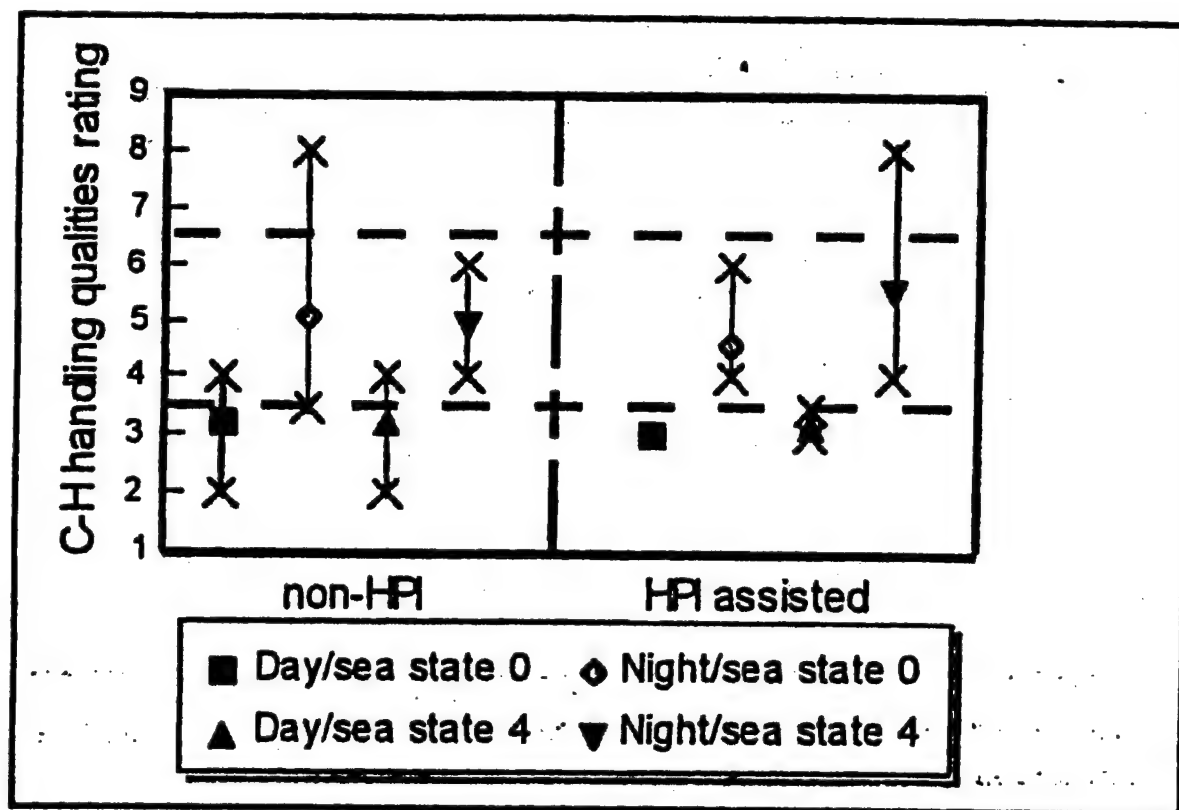 C-H handling qualities rating
9
8
7
6
5
4
3
2
1
non-HPI HPI assisted
Day/sea state 0 Night/sea state 0
Day/sea state 4 Night/sea state 4